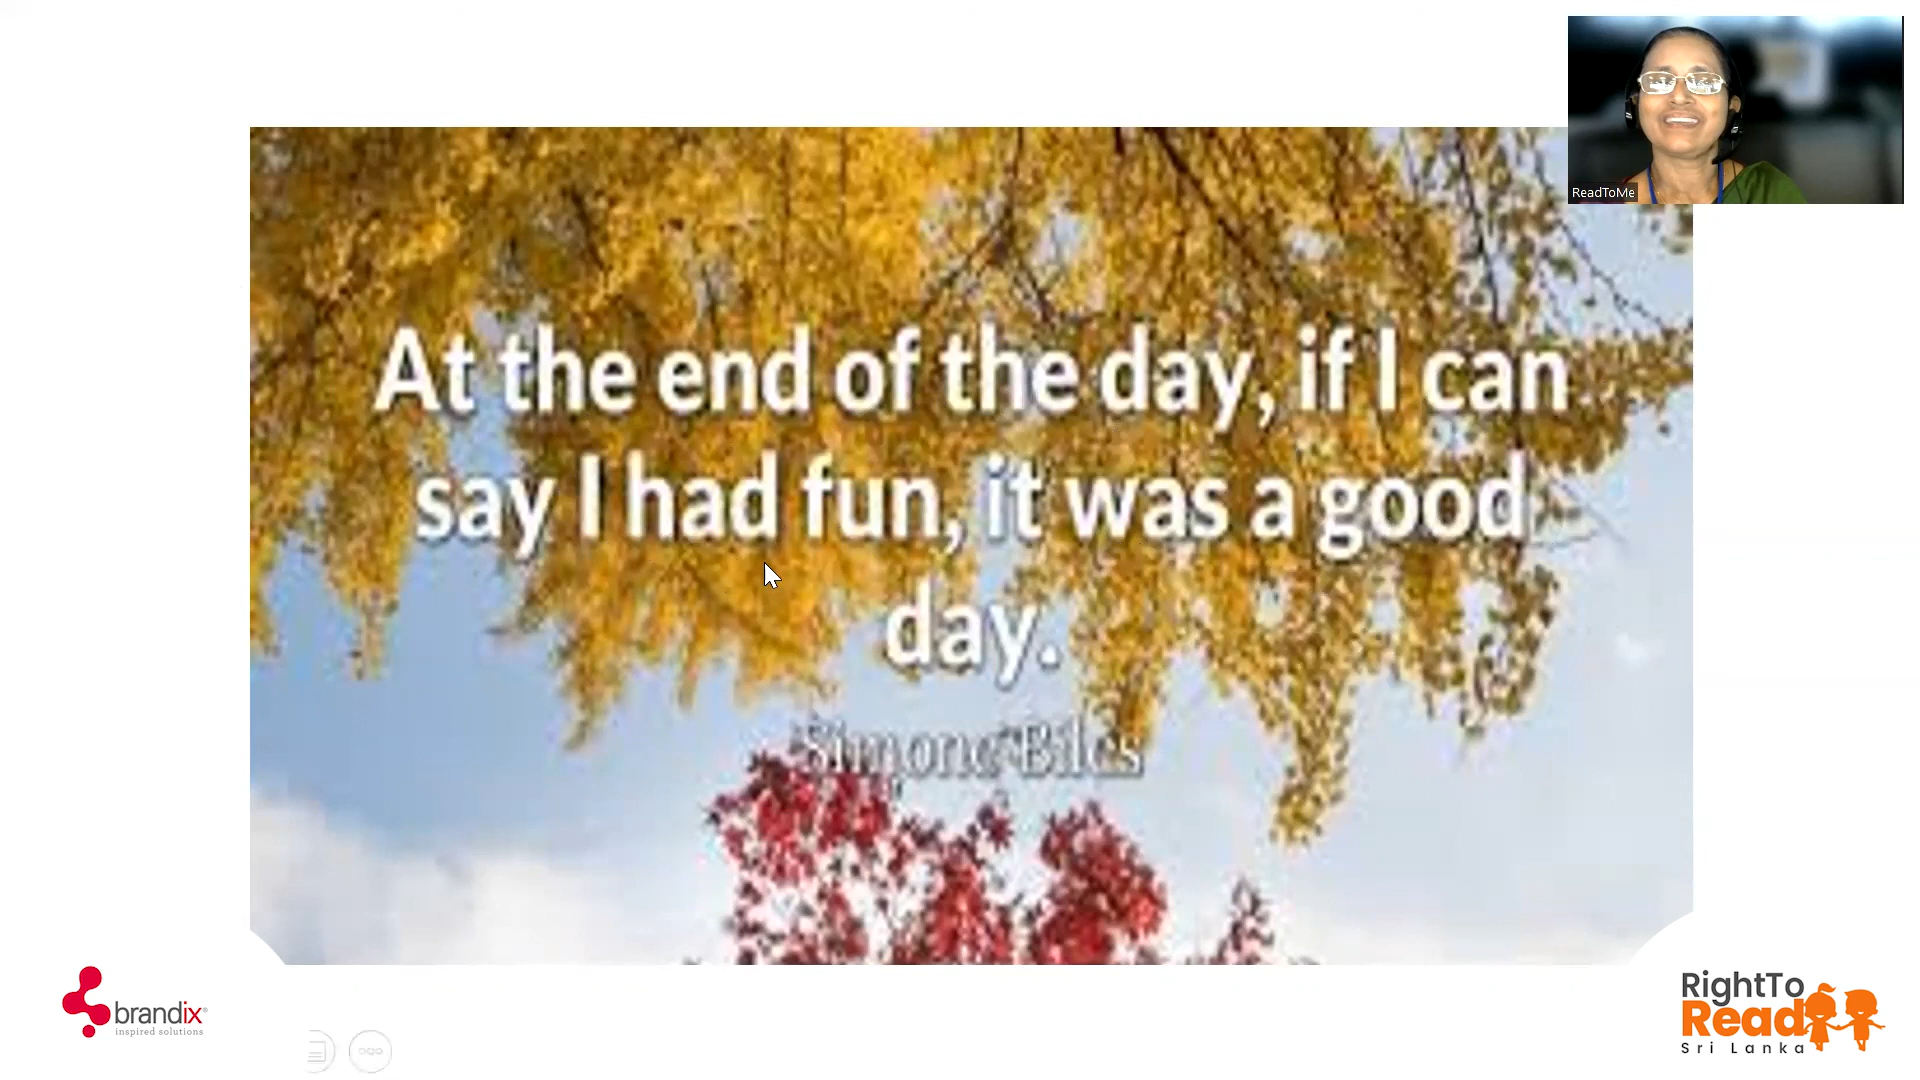 ReadToMe
At the end of the day, if I can
say I had fun, it was a good
day.
Simone Biles
brandix
inspired solutions
RightTo
Read
Sri Lanka